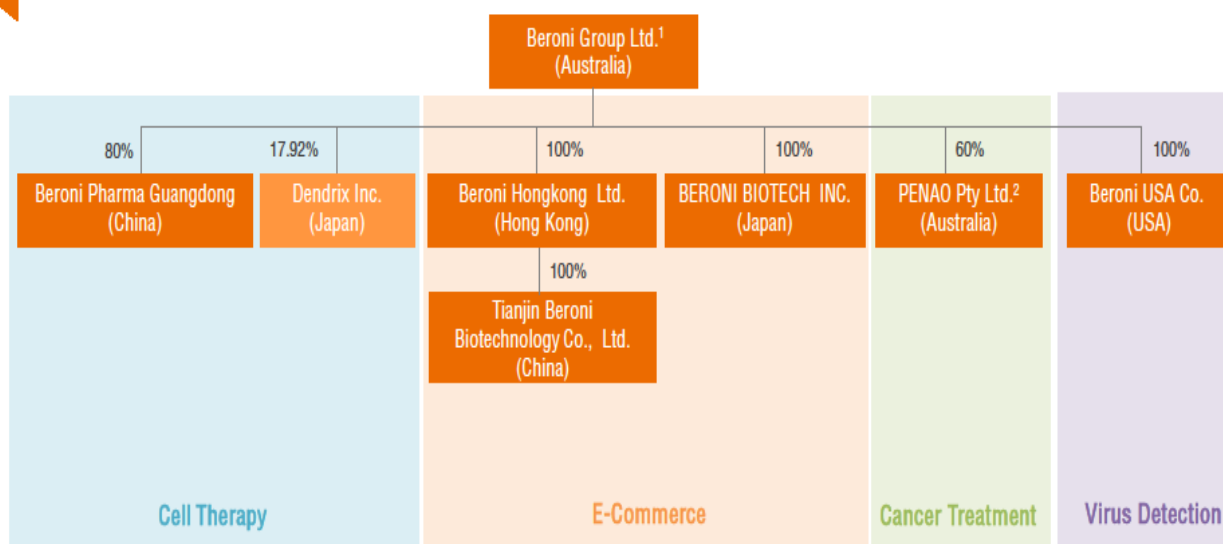 Beroni Group Ltd.¹
(Australia)
80%
17.92%
100%
100%
60%
100%
Beroni Pharma Guangdong
(China)
Dendrix Inc.
(Japan)
Beroni Hongkong Ltd.
(Hong Kong)
BERONI BIOTECH INC.
(Japan)
PENAO Pty Ltd.²
(Australia)
Beroni USA Co.
(USA)
100%
Tianjin Beroni
Biotechnology Co., Ltd.
(China)
Cell Therapy
E-Commerce
Cancer Treatment
Virus Detection